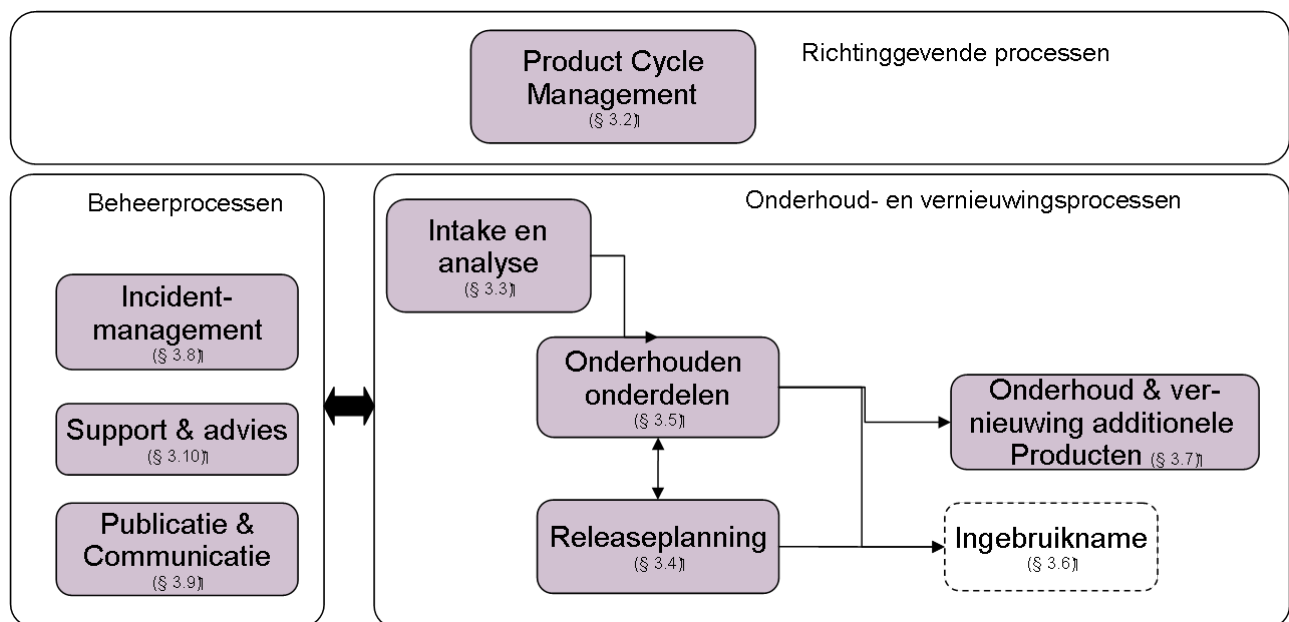 Richtinggevende processen
Product Cycle
Management
(§ 3.2)
Beheerprocessen
Incident-
management
(§ 3.8)
Support & advies
(§ 3.10)
Publicatie &
Communicatie
(§ 3.9)
Onderhoud- en vernieuwingsprocessen
Intake en
analyse
(§ 3.3)
Onderhouden
onderdelen
(§ 3.5)
Releaseplanning
(§ 3.4)
Onderhoud & ver-
nieuwing additionele
Producten (§ 3.7)
Ingebruikname
(§ 3.6)